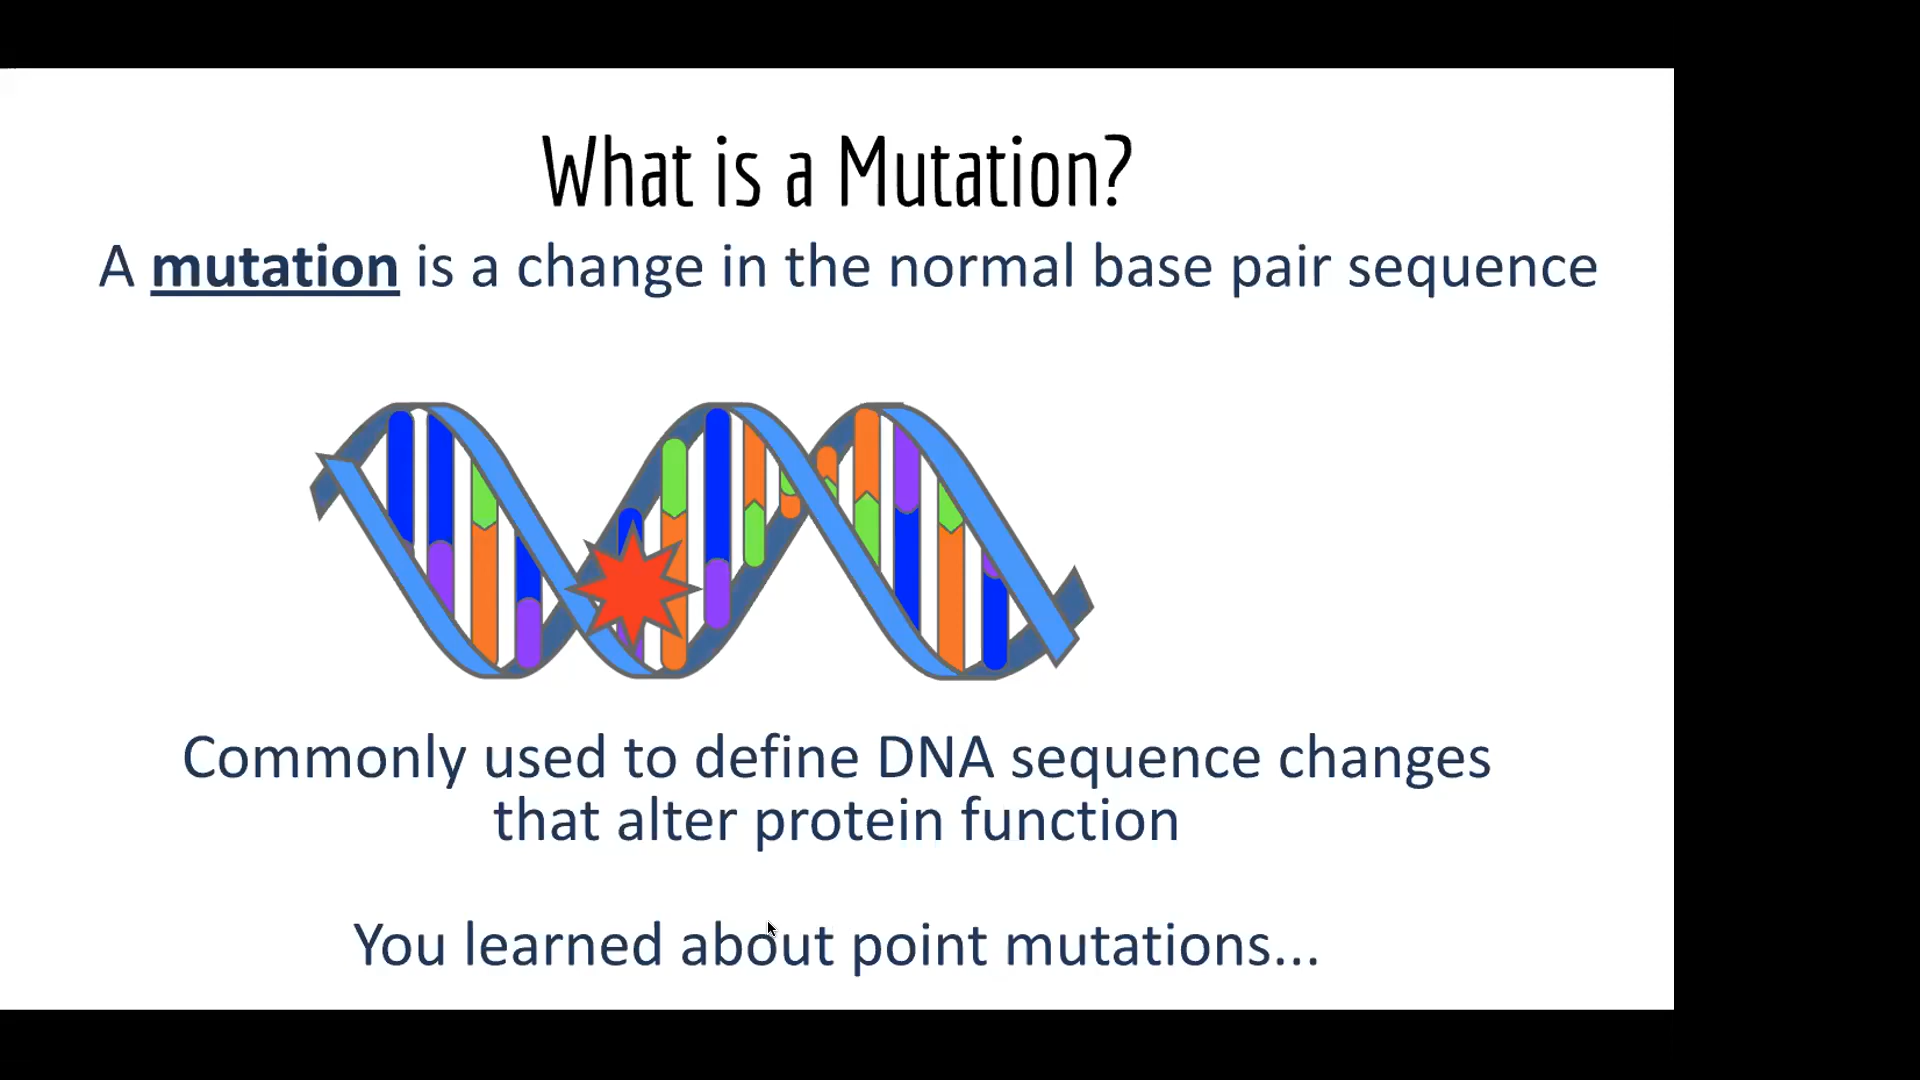 What is a Mutation?
A mutation is a change in the normal base pair sequence
Commonly used to define DNA sequence changes
that alter protein function
You learned about point mutations...